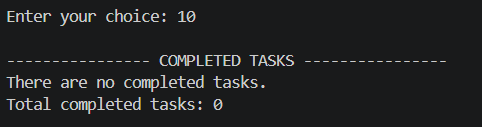 Enter your choice: 10
---------------- COMPLETED TASKS ----------------
There are no completed tasks.
Total completed tasks: 0